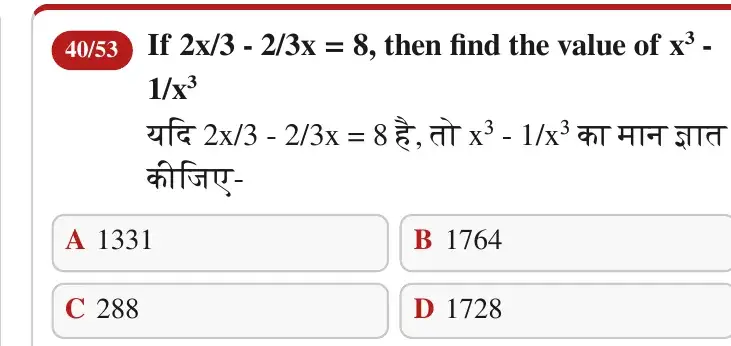 40/53 If 2x/3 - 2/3x = 8, then find the value of x³ -
1/x³
यदि 2x/3 - 2/3x = 8 है, तो x³ - 1/x³ का मान ज्ञात
कीजिए-
A 1331
B 1764
C 288
D 1728